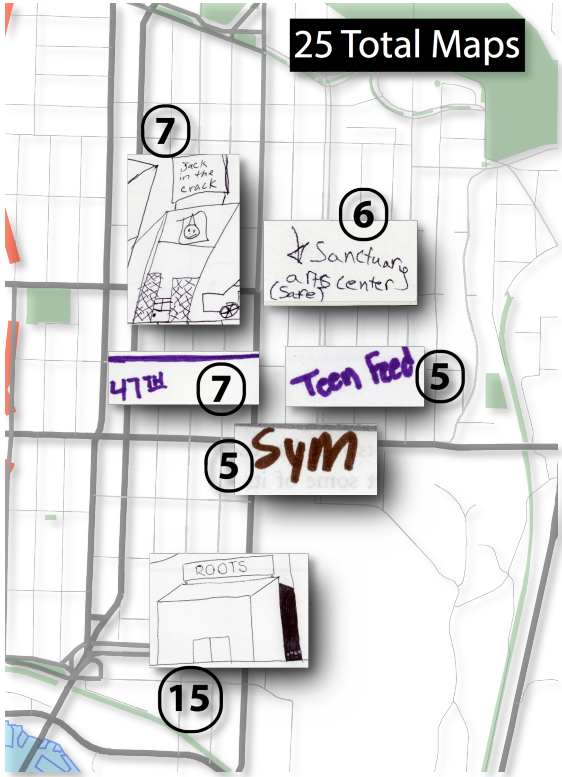 25 Total Maps
7
Jack
in the
crack
6
Sanctuary
arts center
(Safe)
47TH
7
Teen Feed
5
Sym
5
ROOTS
15